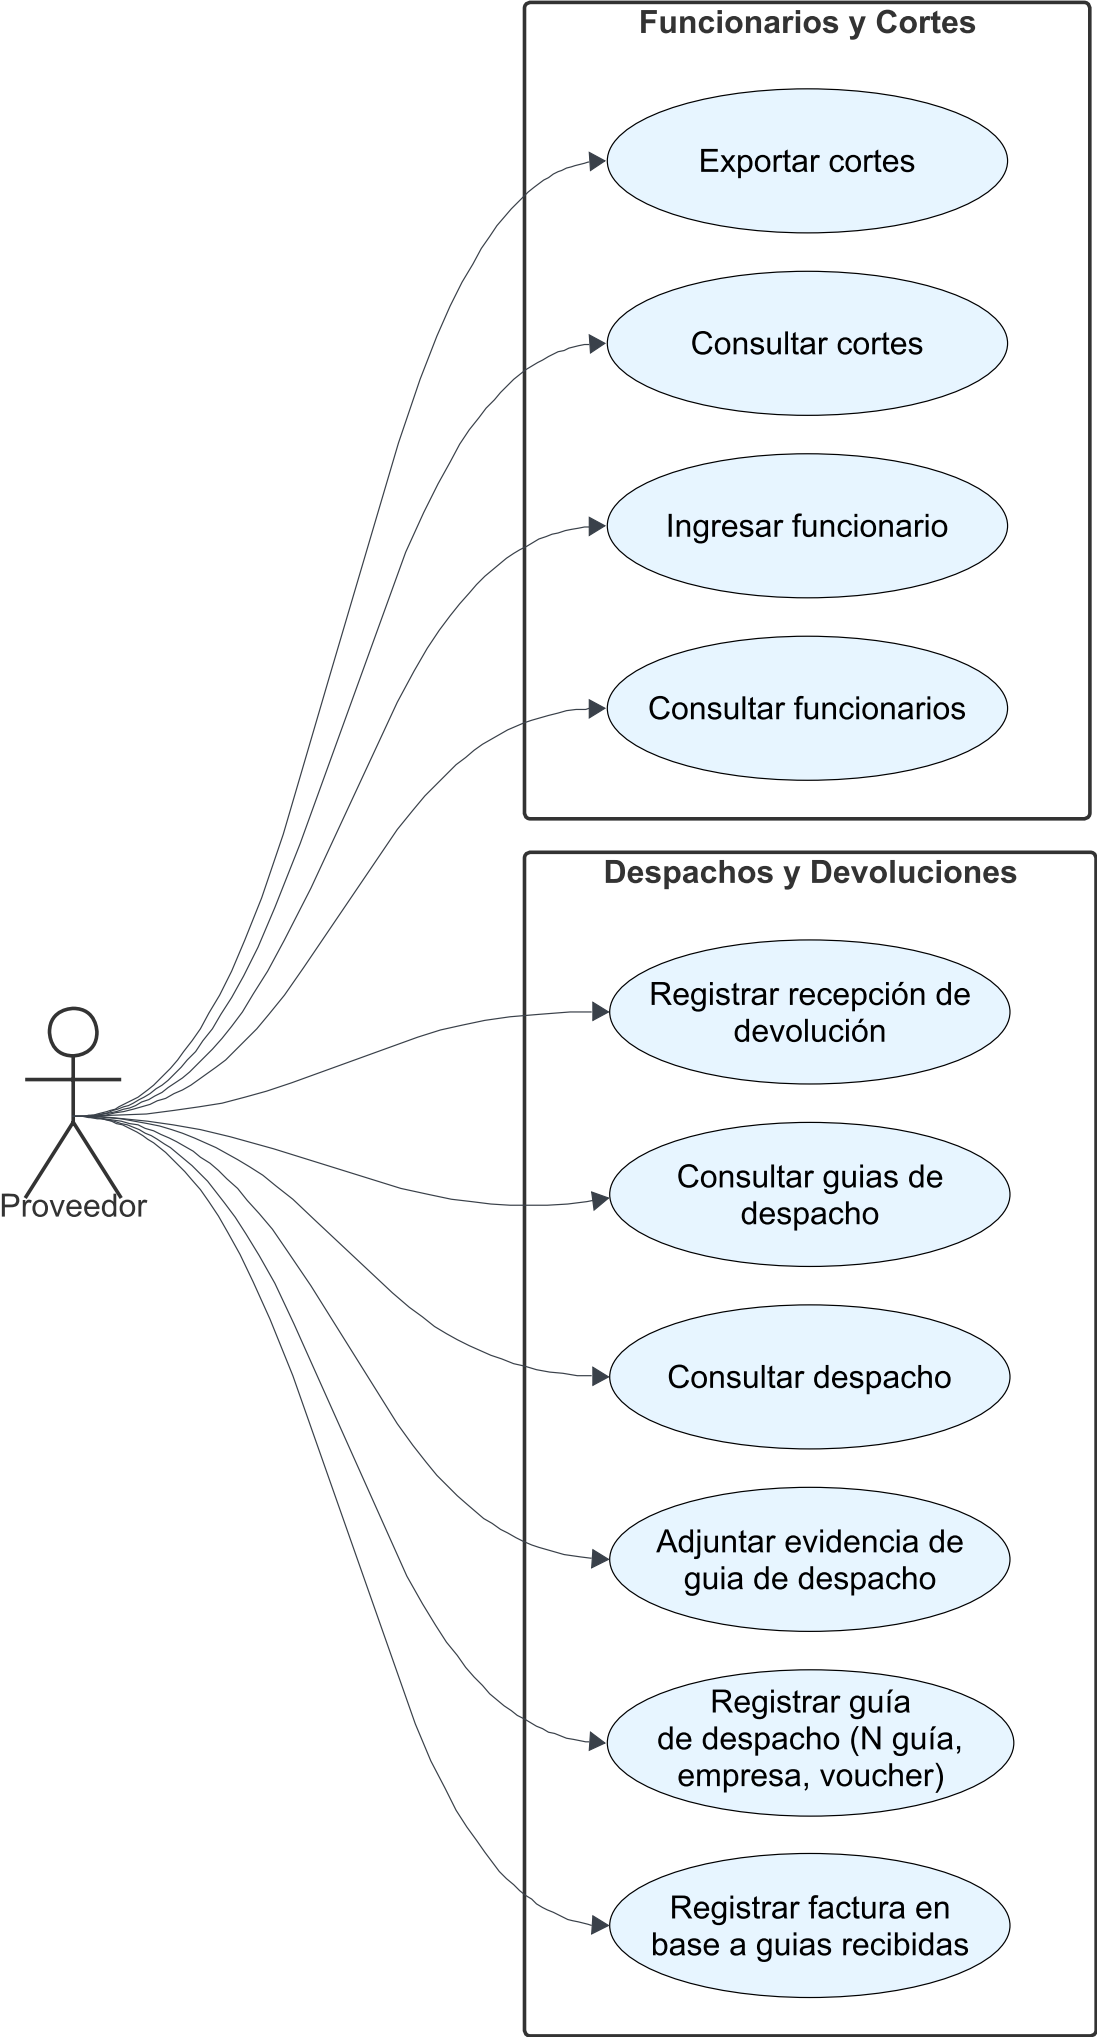 Funcionarios y Cortes
Exportar cortes
Consultar cortes
Ingresar funcionario
Consultar funcionarios
Despachos y Devoluciones
Registrar recepción de
devolución
Proveedor
Consultar guias de
despacho
Consultar despacho
Adjuntar evidencia de
guia de despacho
Registrar guía
de despacho (N guía,
empresa, voucher)
Registrar factura en
base a guias recibidas